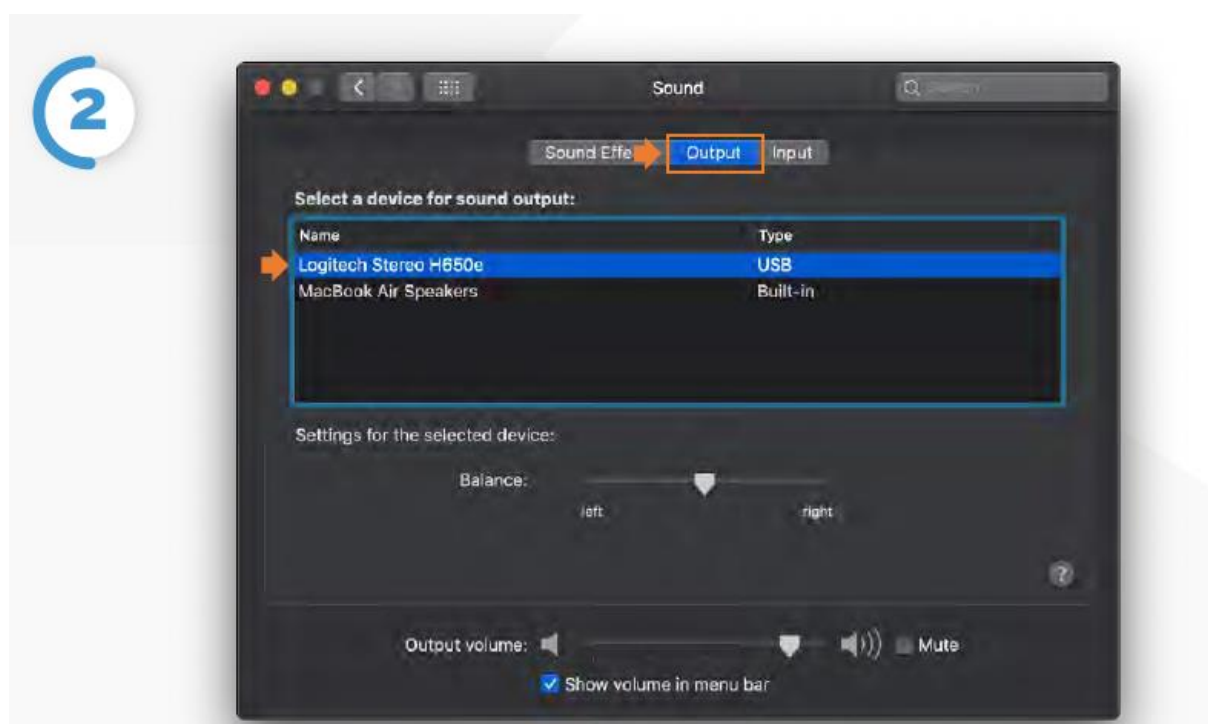 2
Sound
Search
Sound Effe
Output
Input
Select a device for sound output:
Name Type
Logitech Stereo H650e USB
MacBook Air Speakers Built-in
Settings for the selected device:
Balance:
left right
?
Output volume: Mute
Show volume in menu bar